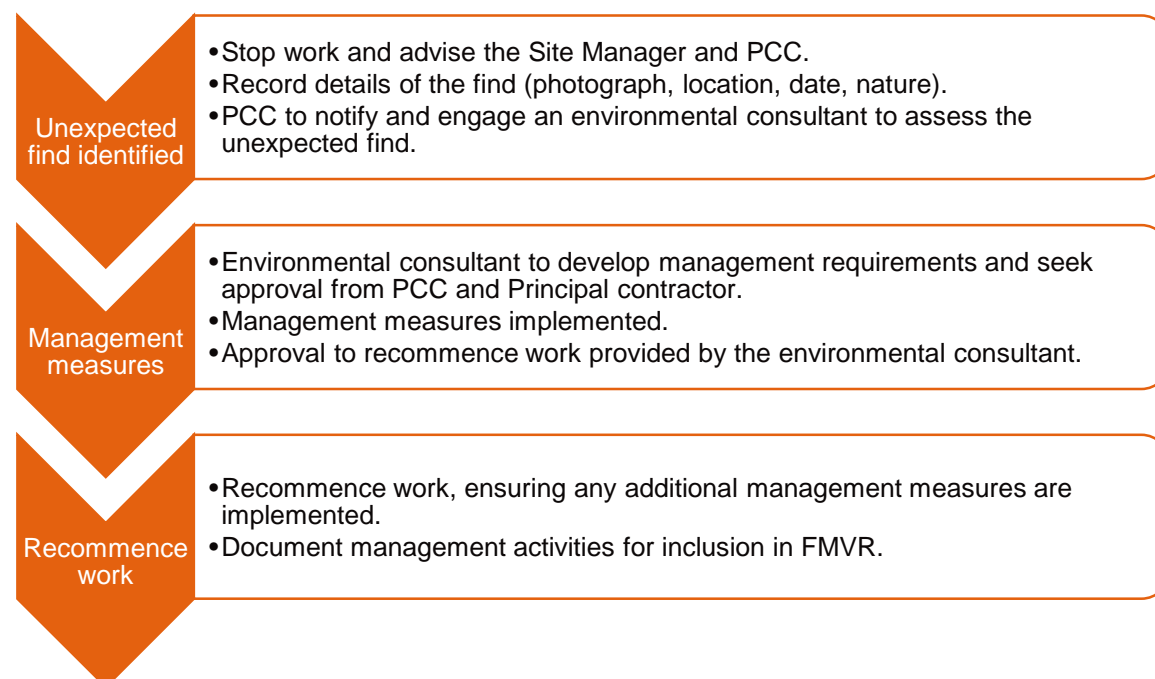 Unexpected
find identified
•Stop work and advise the Site Manager and PCC.
•Record details of the find (photograph, location, date, nature).
•PCC to notify and engage an environmental consultant to assess the
unexpected find.
Management
measures
•Environmental consultant to develop management requirements and seek
approval from PCC and Principal contractor.
•Management measures implemented.
•Approval to recommence work provided by the environmental consultant.
Recommence
work
•Recommence work, ensuring any additional management measures are
implemented.
•Document management activities for inclusion in FMVR.